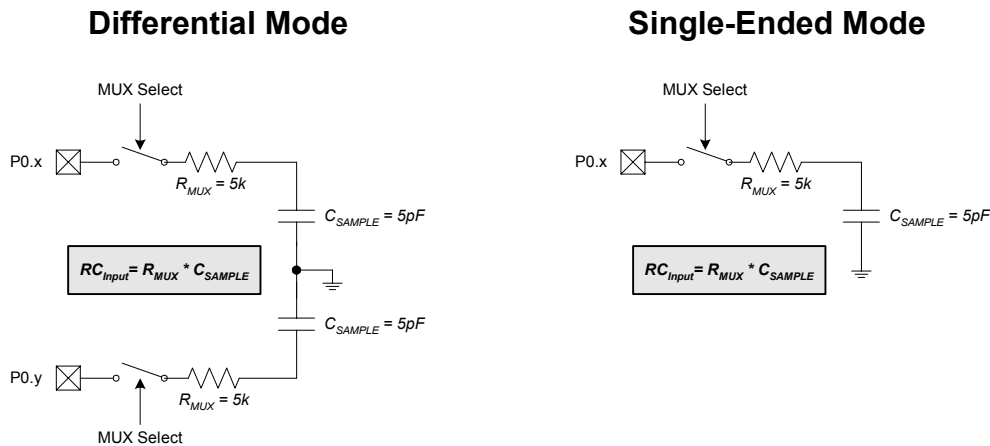 Differential Mode
MUX Select
P0.x
R_MUX = 5k
C_SAMPLE = 5pF
RC_Input = R_MUX * C_SAMPLE
C_SAMPLE = 5pF
P0.y
R_MUX = 5k
MUX Select
Single-Ended Mode
MUX Select
P0.x
R_MUX = 5k
C_SAMPLE = 5pF
RC_Input = R_MUX * C_SAMPLE